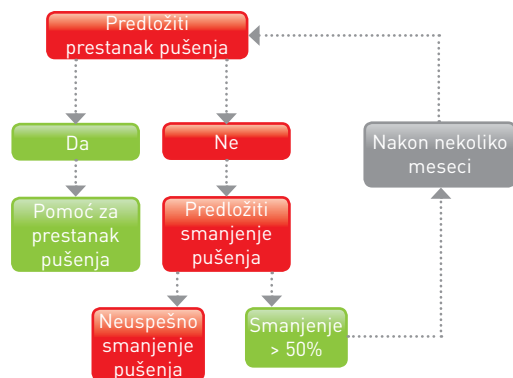 Predložiti
prestanak pušenja
Da
Ne
Nakon nekoliko
meseci
Pomoć za
prestanak
pušenja
Predložiti
smanjenje
pušenja
Neuspešno
smanjenje
pušenja
Smanjenje
> 50%